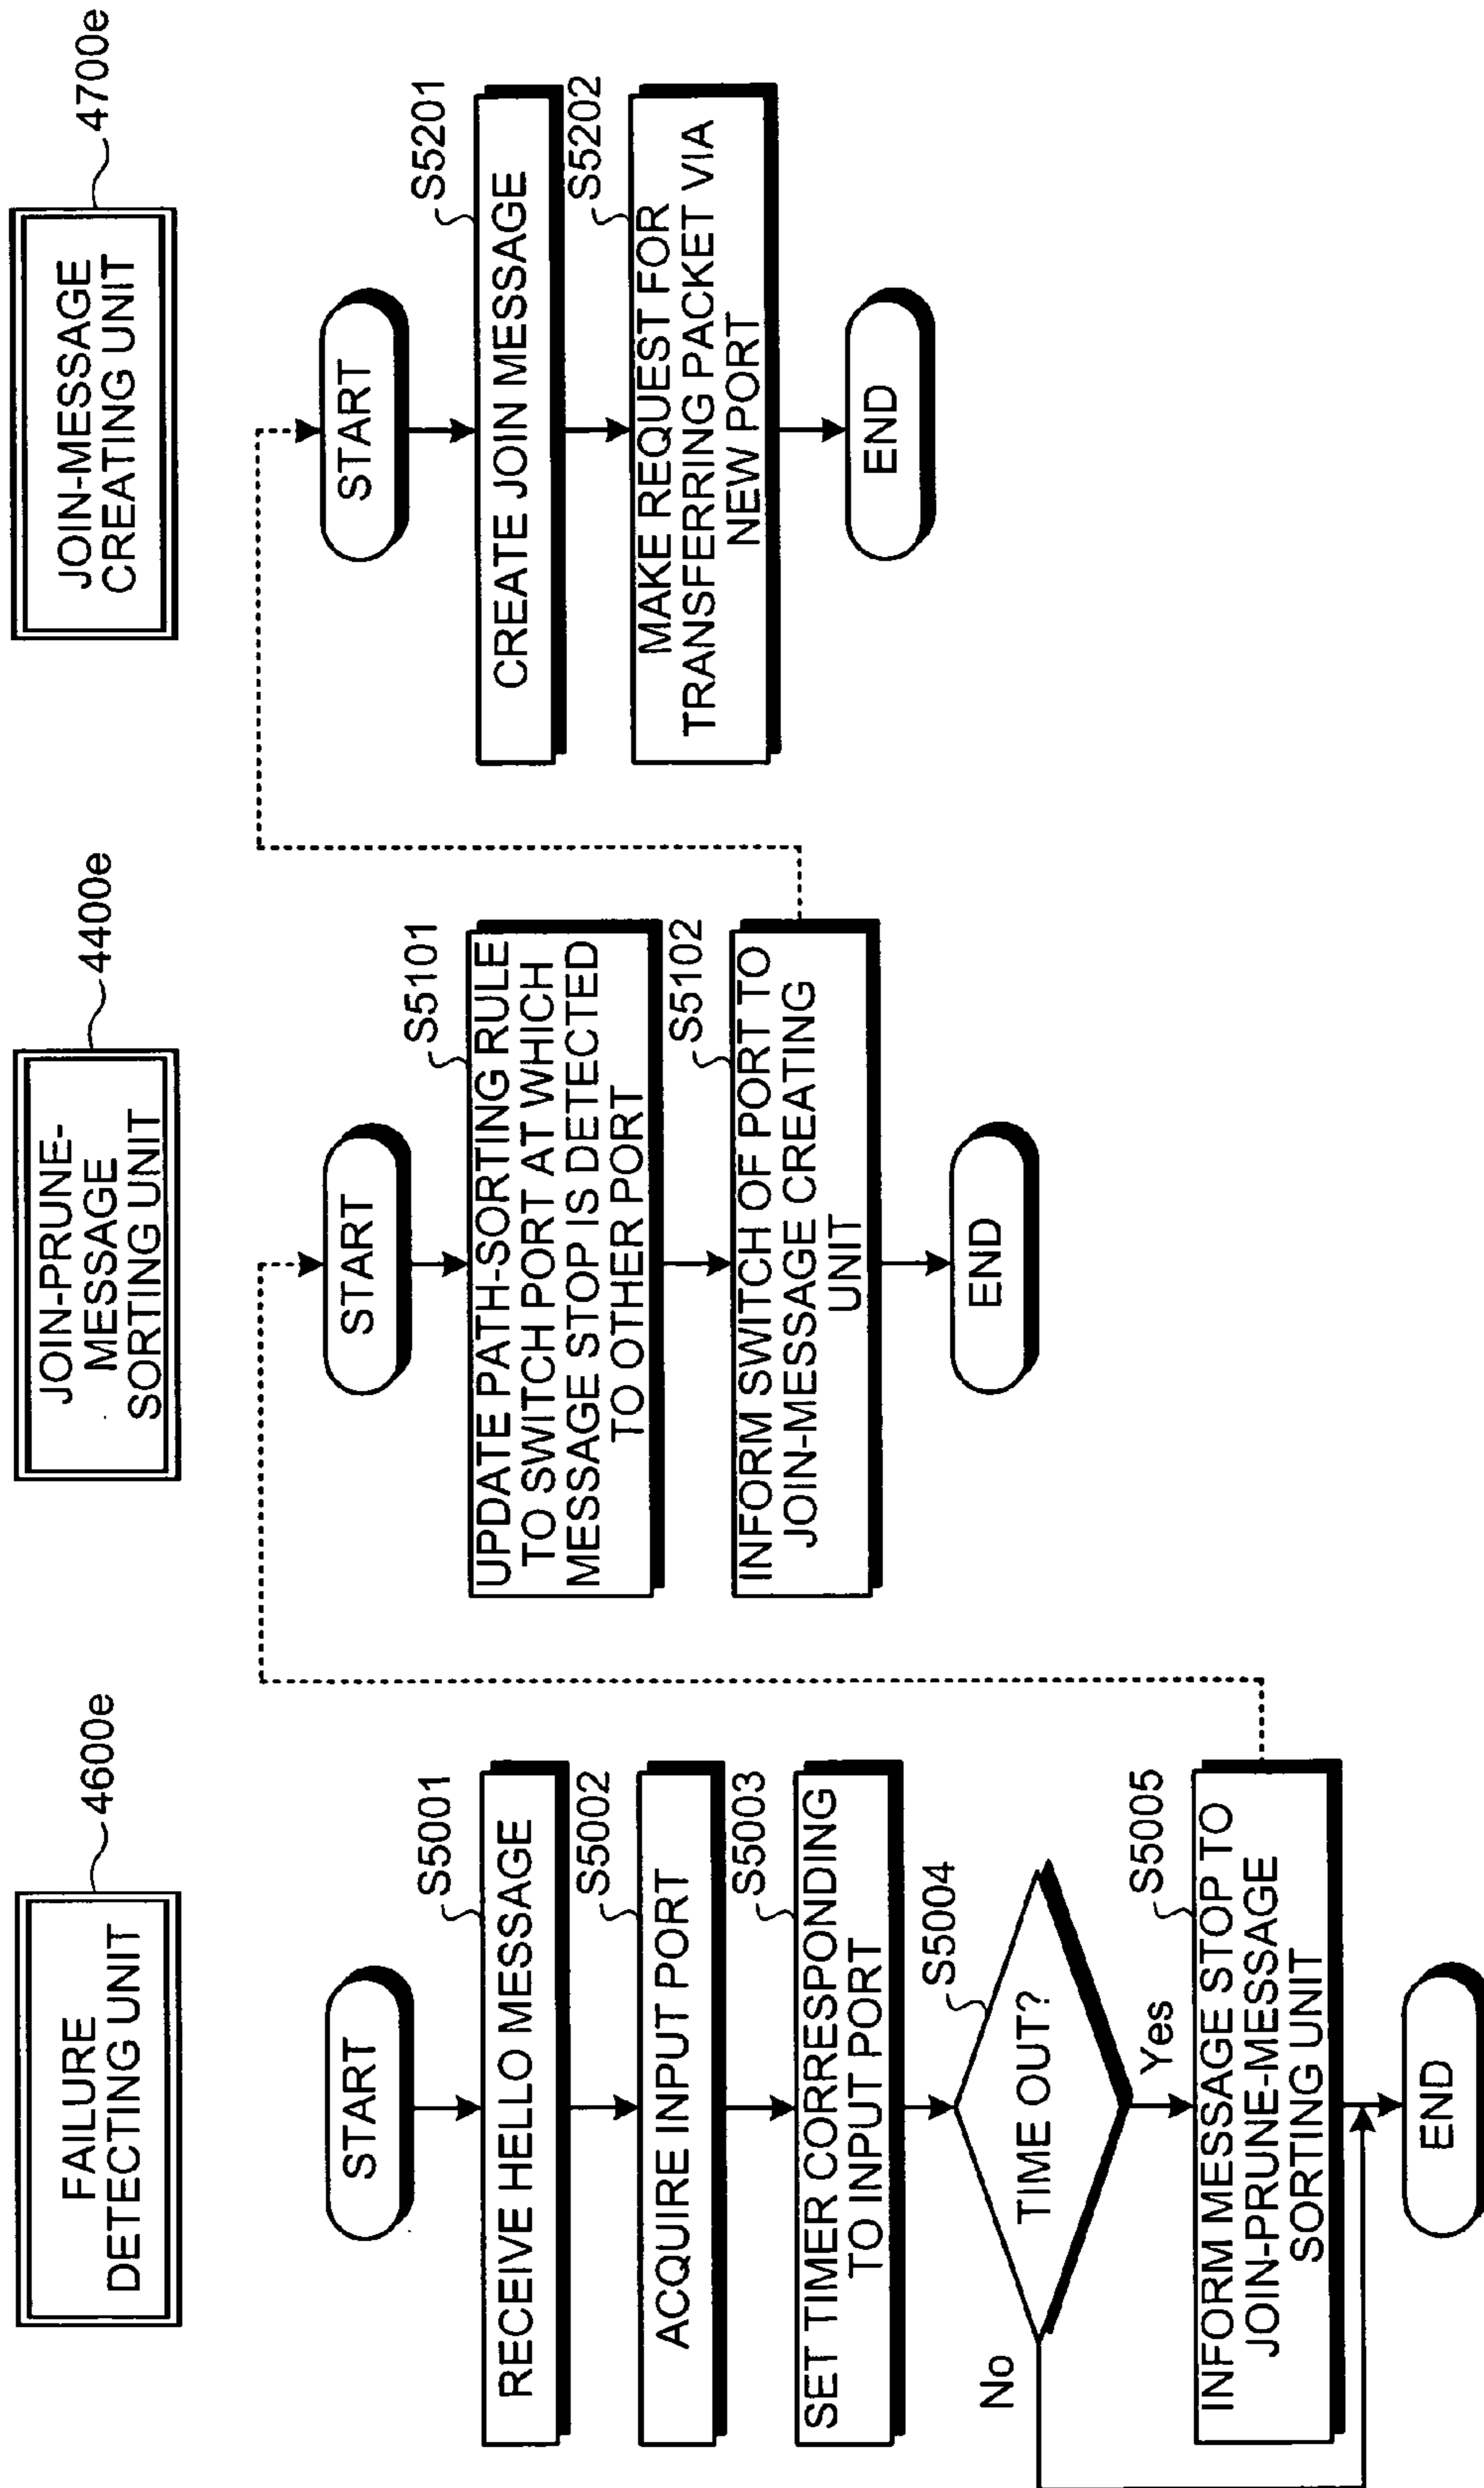 FAILURE
DETECTING UNIT
4600e
START
S5001
RECEIVE HELLO MESSAGE
S5002
ACQUIRE INPUT PORT
S5003
SET TIMER CORRESPONDING
TO INPUT PORT
S5004
TIME OUT?
No
Yes
S5005
INFORM MESSAGE STOP TO
JOIN-PRUNE-MESSAGE
SORTING UNIT
END
JOIN-PRUNE-
MESSAGE
SORTING UNIT
4400e
START
S5101
UPDATE PATH-SORTING RULE
TO SWITCH PORT AT WHICH
MESSAGE STOP IS DETECTED
TO OTHER PORT
S5102
INFORM SWITCH OF PORT TO
JOIN-MESSAGE CREATING
UNIT
END
JOIN-MESSAGE
CREATING UNIT
4700e
START
S5201
CREATE JOIN MESSAGE
S5202
MAKE REQUEST FOR
TRANSFERRING PACKET VIA
NEW PORT
END